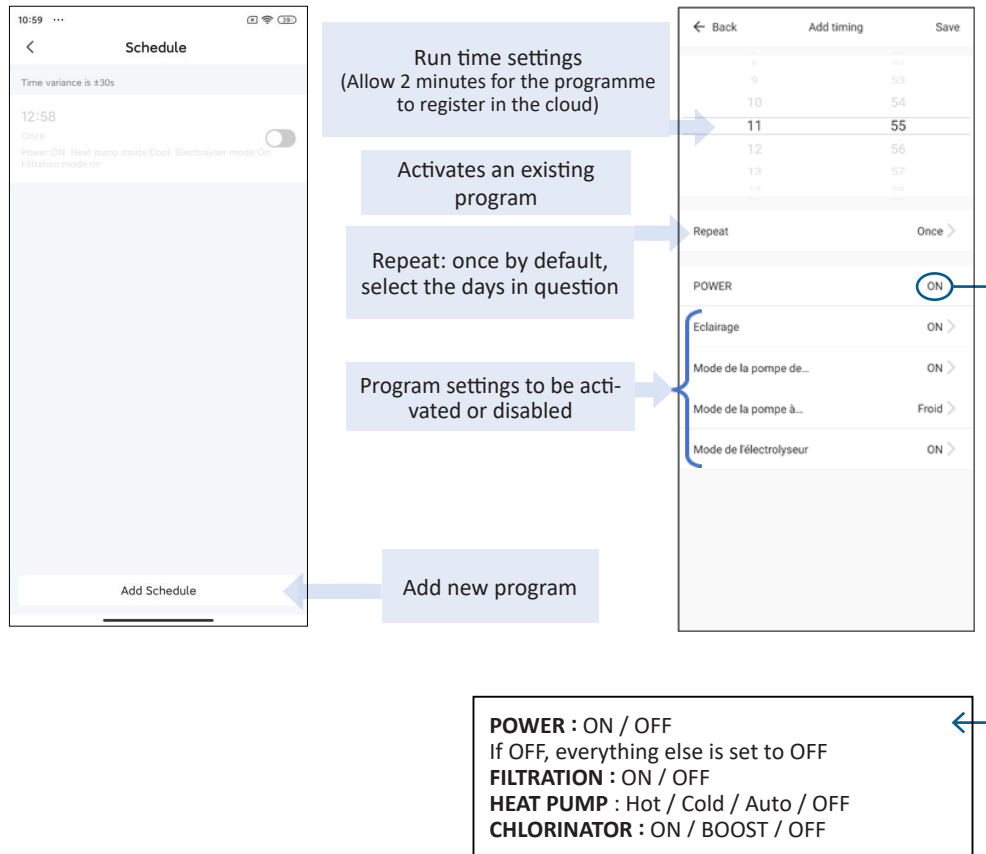 10:59 ...
39
Schedule
Time variance is ±30s
12:58
Once
Power:ON Heat pump mode:Cool Electrolyser mode:On
Filtration mode:on
Add Schedule
Run time settings
(Allow 2 minutes for the programme
to register in the cloud)
Activates an existing
program
Repeat: once by default,
select the days in question
Program settings to be acti-
vated or disabled
Add new program
Back Add timing Save
9 53
10 54
11 55
12 56
13 57
Repeat Once
POWER ON
Eclairage ON
Mode de la pompe de... ON
Mode de la pompe à... Froid
Mode de l'électrolyseur ON
POWER : ON / OFF
If OFF, everything else is set to OFF
FILTRATION : ON / OFF
HEAT PUMP : Hot / Cold / Auto / OFF
CHLORINATOR : ON / BOOST / OFF